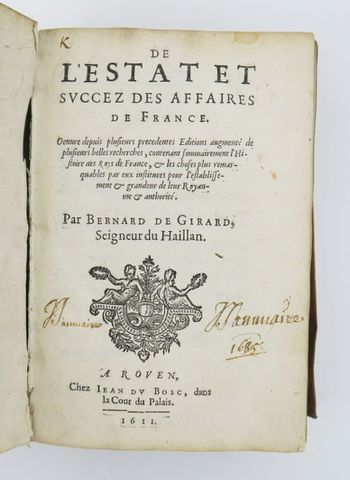 K
DE
L'ESTAT ET
SVCCEZ DES AFFAIRES
DE FRANCE.
Oeuure depuis plusieurs precedentes Editions augmenté de
plusieurs belles recherches, contenant sommairement l'Hi-
stoire des Roys de France, & les choses plus remar-
quables par eux instituees pour l'establisse-
ment & grandeur de leur Royau-
me & authorité.
Par BERNARD DE GIRARD,
Seigneur du Haillan.
A ROVEN,
Chez IEAN DV BOSC, dans
la Cour du Palais.
1611.